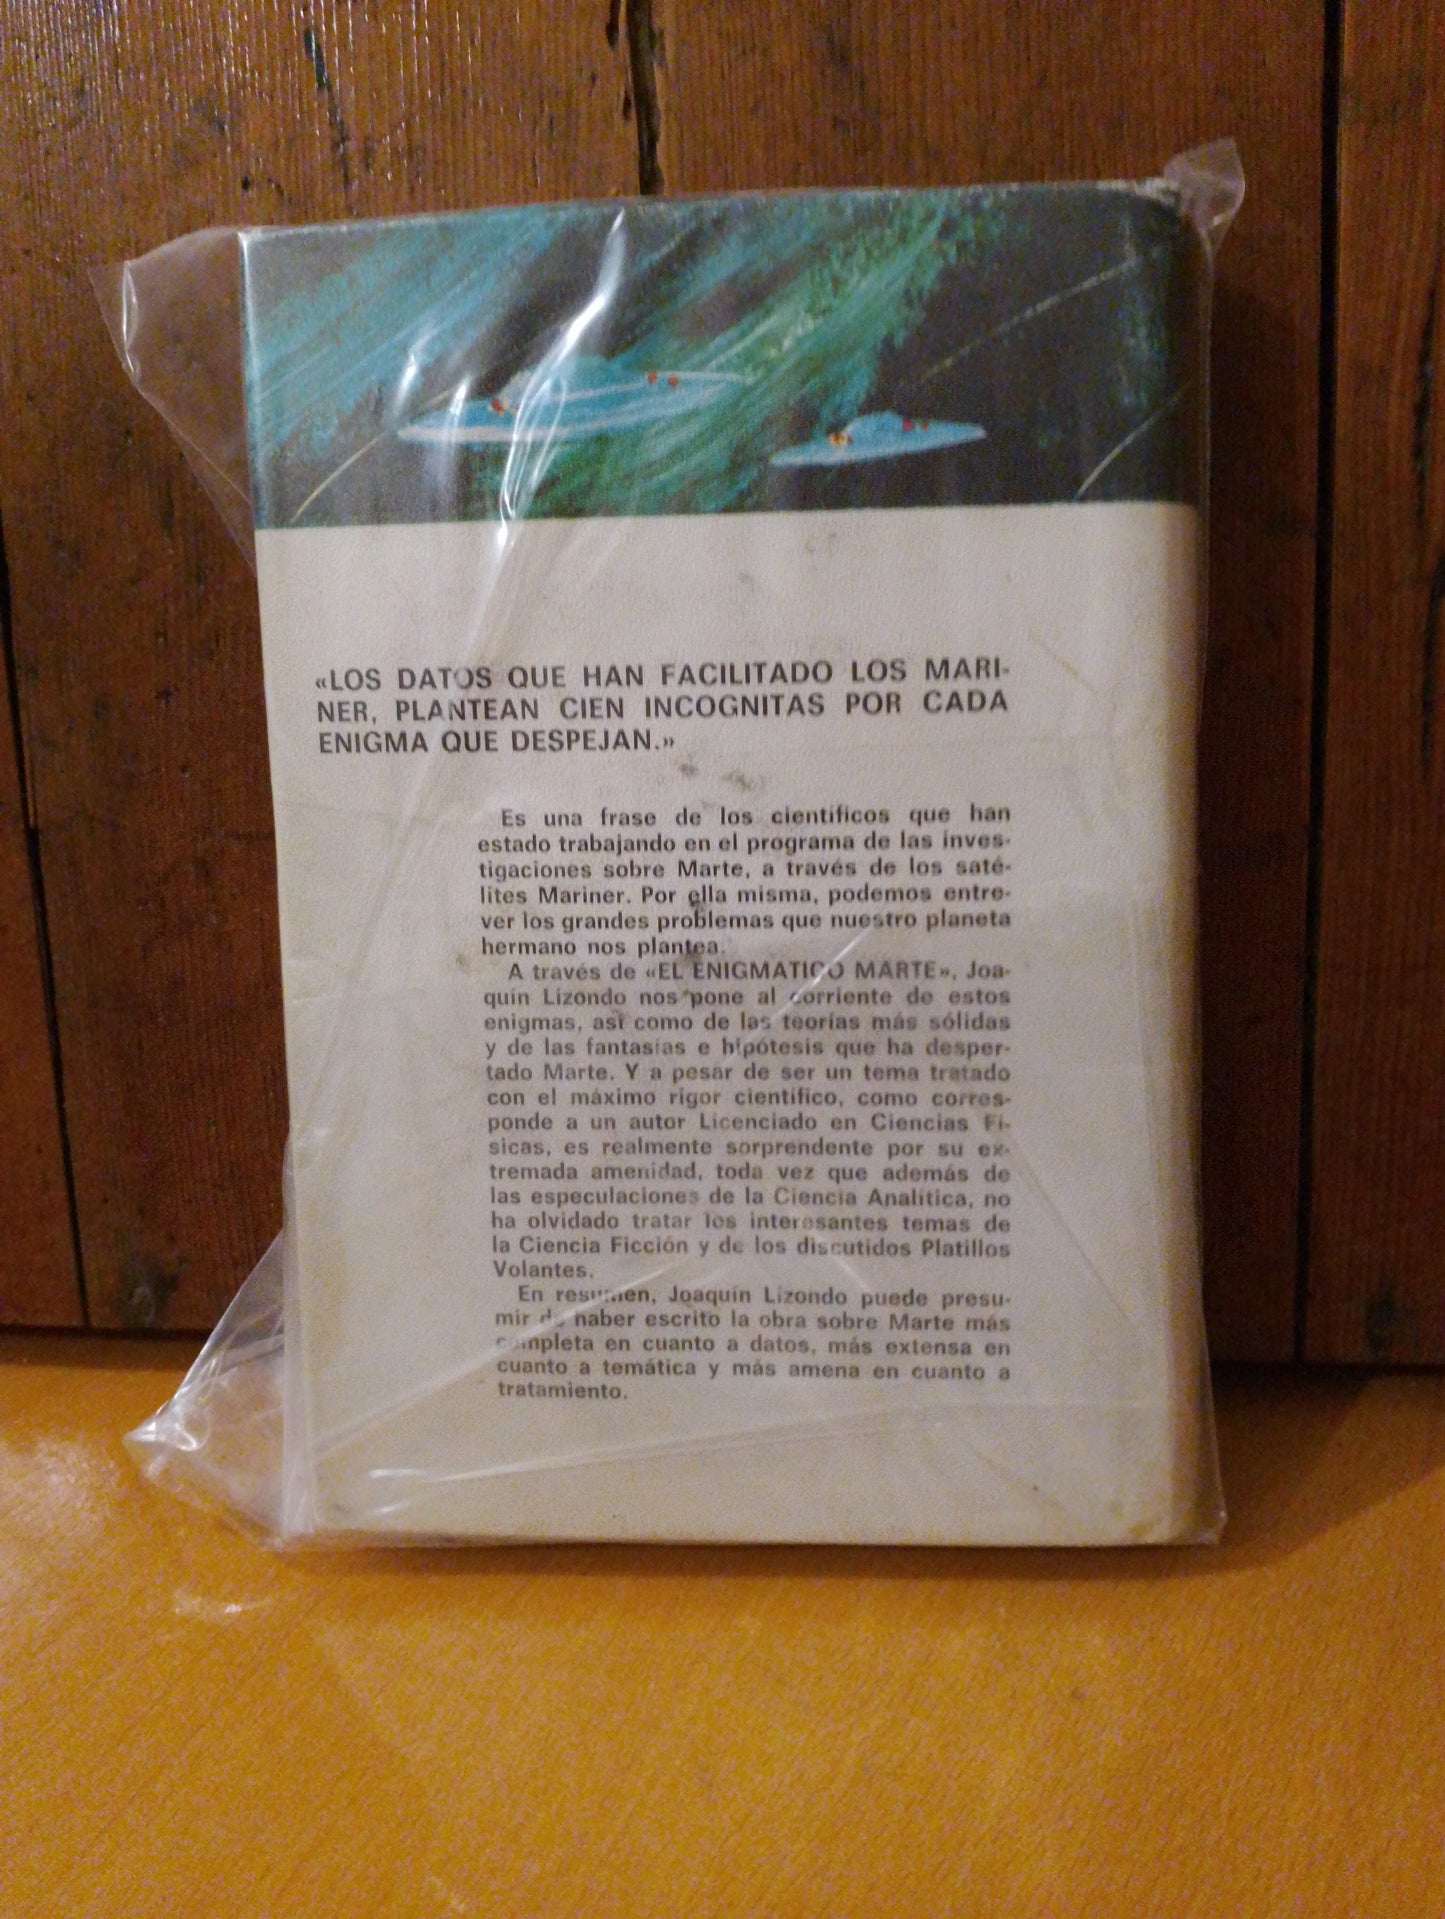 «LOS DATOS QUE HAN FACILITADO LOS MARI-
NER, PLANTEAN CIEN INCOGNITAS POR CADA
ENIGMA QUE DESPEJAN.»
Es una frase de los científicos que han
estado trabajando en el programa de las inves-
tigaciones sobre Marte, a través de los saté-
lites Mariner. Por ella misma, podemos entre-
ver los grandes problemas que nuestro planeta
hermano nos plantea.
A través de «EL ENIGMATICO MARTE», Joa-
quín Lizondo nos pone al corriente de estos
enigmas, así como de las teorías más sólidas
y de las fantasías e hipótesis que ha desper-
tado Marte. Y a pesar de ser un tema tratado
con el máximo rigor científico, como corres-
ponde a un autor Licenciado en Ciencias Fí-
sicas, es realmente sorprendente por su ex-
tremada amenidad, toda vez que además de
las especulaciones de la Ciencia Analítica, no
ha olvidado tratar los interesantes temas de
la Ciencia Ficción y de los discutidos Platillos
Volantes.
En resumen, Joaquín Lizondo puede presu-
mir de haber escrito la obra sobre Marte más
completa en cuanto a datos, más extensa en
cuanto a temática y más amena en cuanto a
tratamiento.